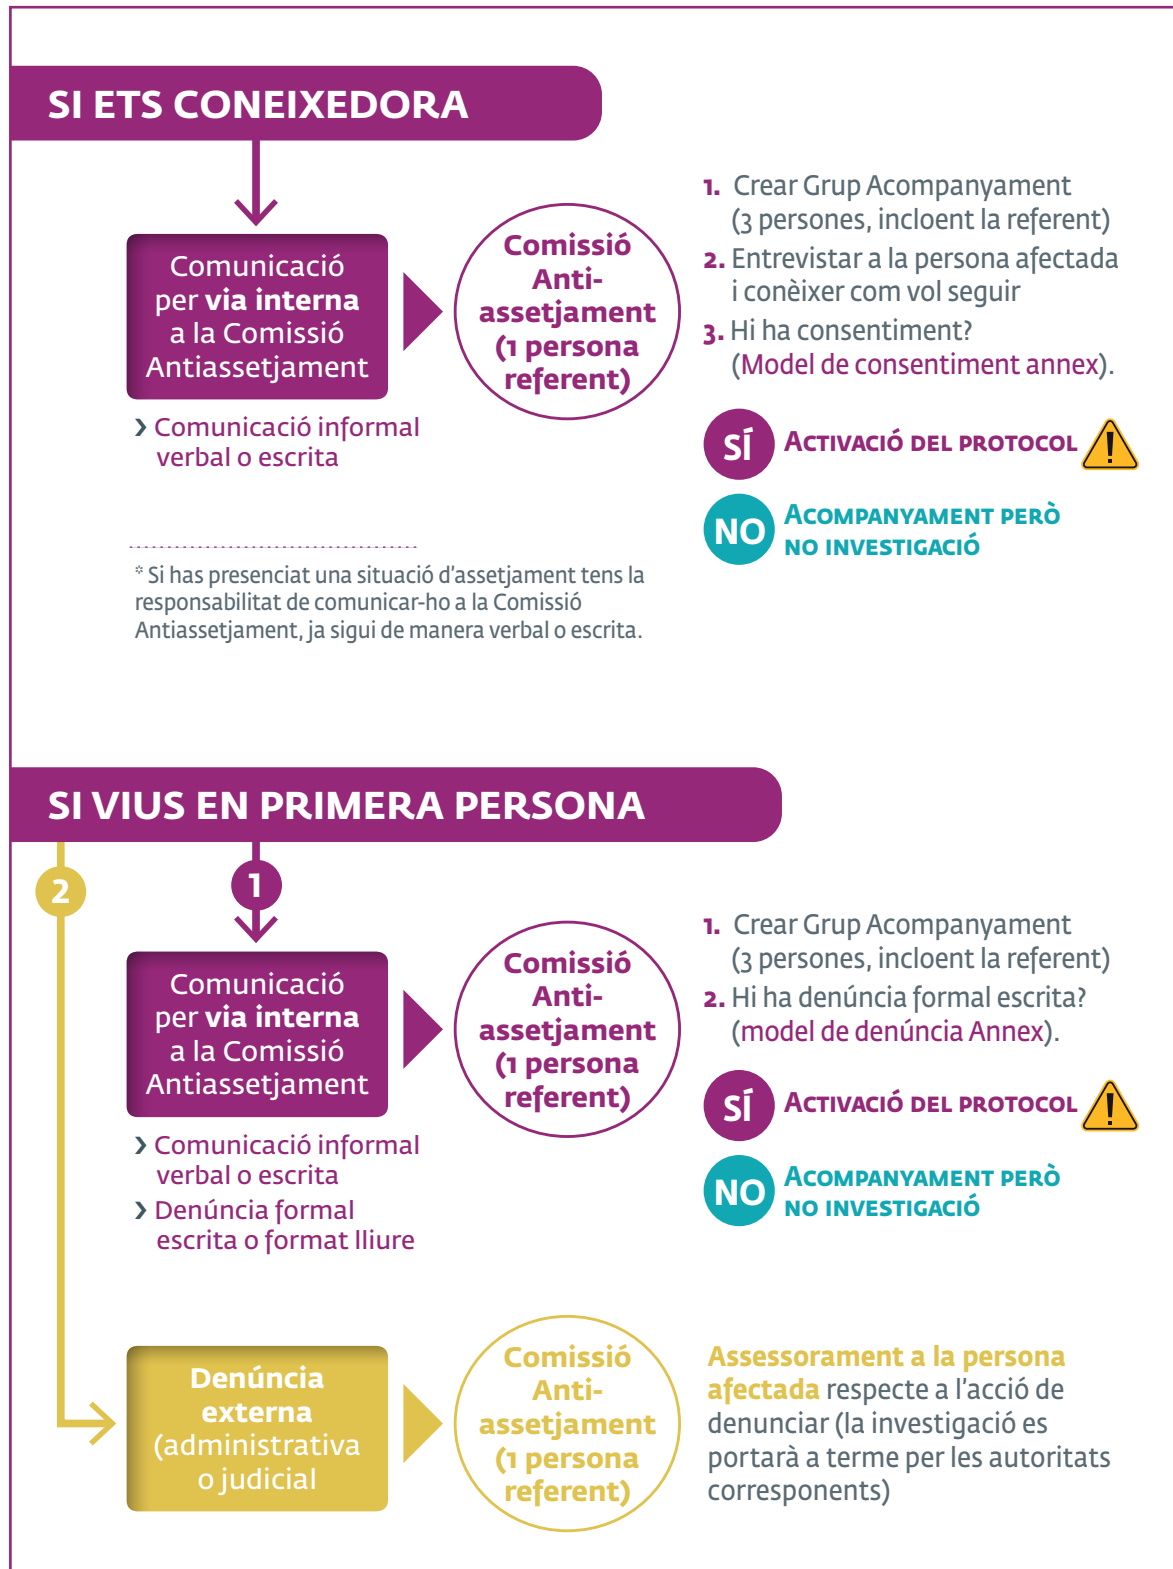 SI ETS CONEIXEDORA
Comunicació
per via interna
a la Comissió
Antiassetjament
› Comunicació informal
verbal o escrita
Comissió
Anti-
assetjament
(1 persona
referent)
1. Crear Grup Acompanyament
(3 persones, incloent la referent)
2. Entrevistar a la persona afectada
i conèixer com vol seguir
3. Hi ha consentiment?
(Model de consentiment annex).
SÍ ACTIVACIÓ DEL PROTOCOL
NO ACOMPANYAMENT PERÒ
NO INVESTIGACIÓ
* Si has presenciat una situació d'assetjament tens la
responsabilitat de comunicar-ho a la Comissió
Antiassetjament, ja sigui de manera verbal o escrita.
SI VIUS EN PRIMERA PERSONA
2
1
Comunicació
per via interna
a la Comissió
Antiassetjament
› Comunicació informal
verbal o escrita
› Denúncia formal
escrita o format lliure
Comissió
Anti-
assetjament
(1 persona
referent)
1. Crear Grup Acompanyament
(3 persones, incloent la referent)
2. Hi ha denúncia formal escrita?
(model de denúncia Annex).
SÍ ACTIVACIÓ DEL PROTOCOL
NO ACOMPANYAMENT PERÒ
NO INVESTIGACIÓ
Denúncia
externa
(administrativa
o judicial
Comissió
Anti-
assetjament
(1 persona
referent)
Assessorament a la persona
afectada respecte a l'acció de
denunciar (la investigació es
portarà a terme per les autoritats
corresponents)